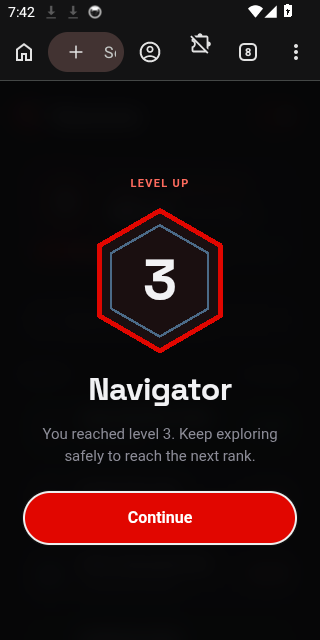 7:42
8
LEVEL UP
3
Navigator
You reached level 3. Keep exploring
safely to reach the next rank.
Continue